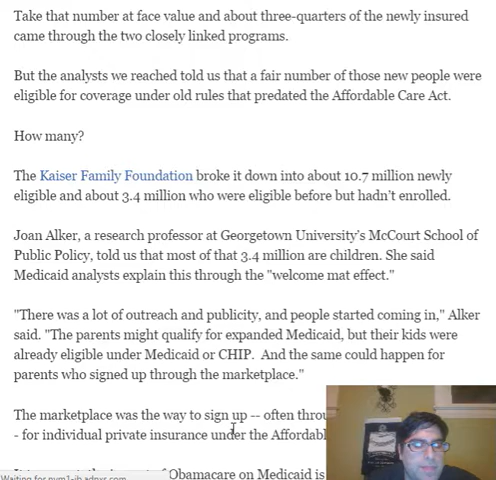 Take that number at face value and about three-quarters of the newly insured
came through the two closely linked programs.
But the analysts we reached told us that a fair number of those new people were
eligible for coverage under old rules that predated the Affordable Care Act.
How many?
The Kaiser Family Foundation broke it down into about 10.7 million newly
eligible and about 3.4 million who were eligible before but hadn't enrolled.
Joan Alker, a research professor at Georgetown University's McCourt School of
Public Policy, told us that most of that 3.4 million are children. She said
Medicaid analysts explain this through the "welcome mat effect."
"There was a lot of outreach and publicity, and people started coming in," Alker
said. "The parents might qualify for expanded Medicaid, but their kids were
already eligible under Medicaid or CHIP.  And the same could happen for
parents who signed up through the marketplace."
The marketplace was the way to sign up -- often
- for individual private insurance under the
Obamacare on Medicaid is
Waiting for